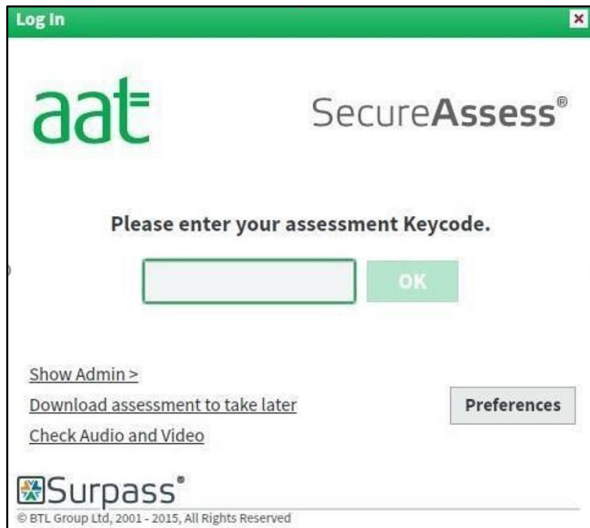 Log In
aat
SecureAssess®
Please enter your assessment Keycode.
OK
Show Admin >
Download assessment to take later
Preferences
Check Audio and Video
Surpass®
© BTL Group Ltd, 2001 - 2015, All Rights Reserved